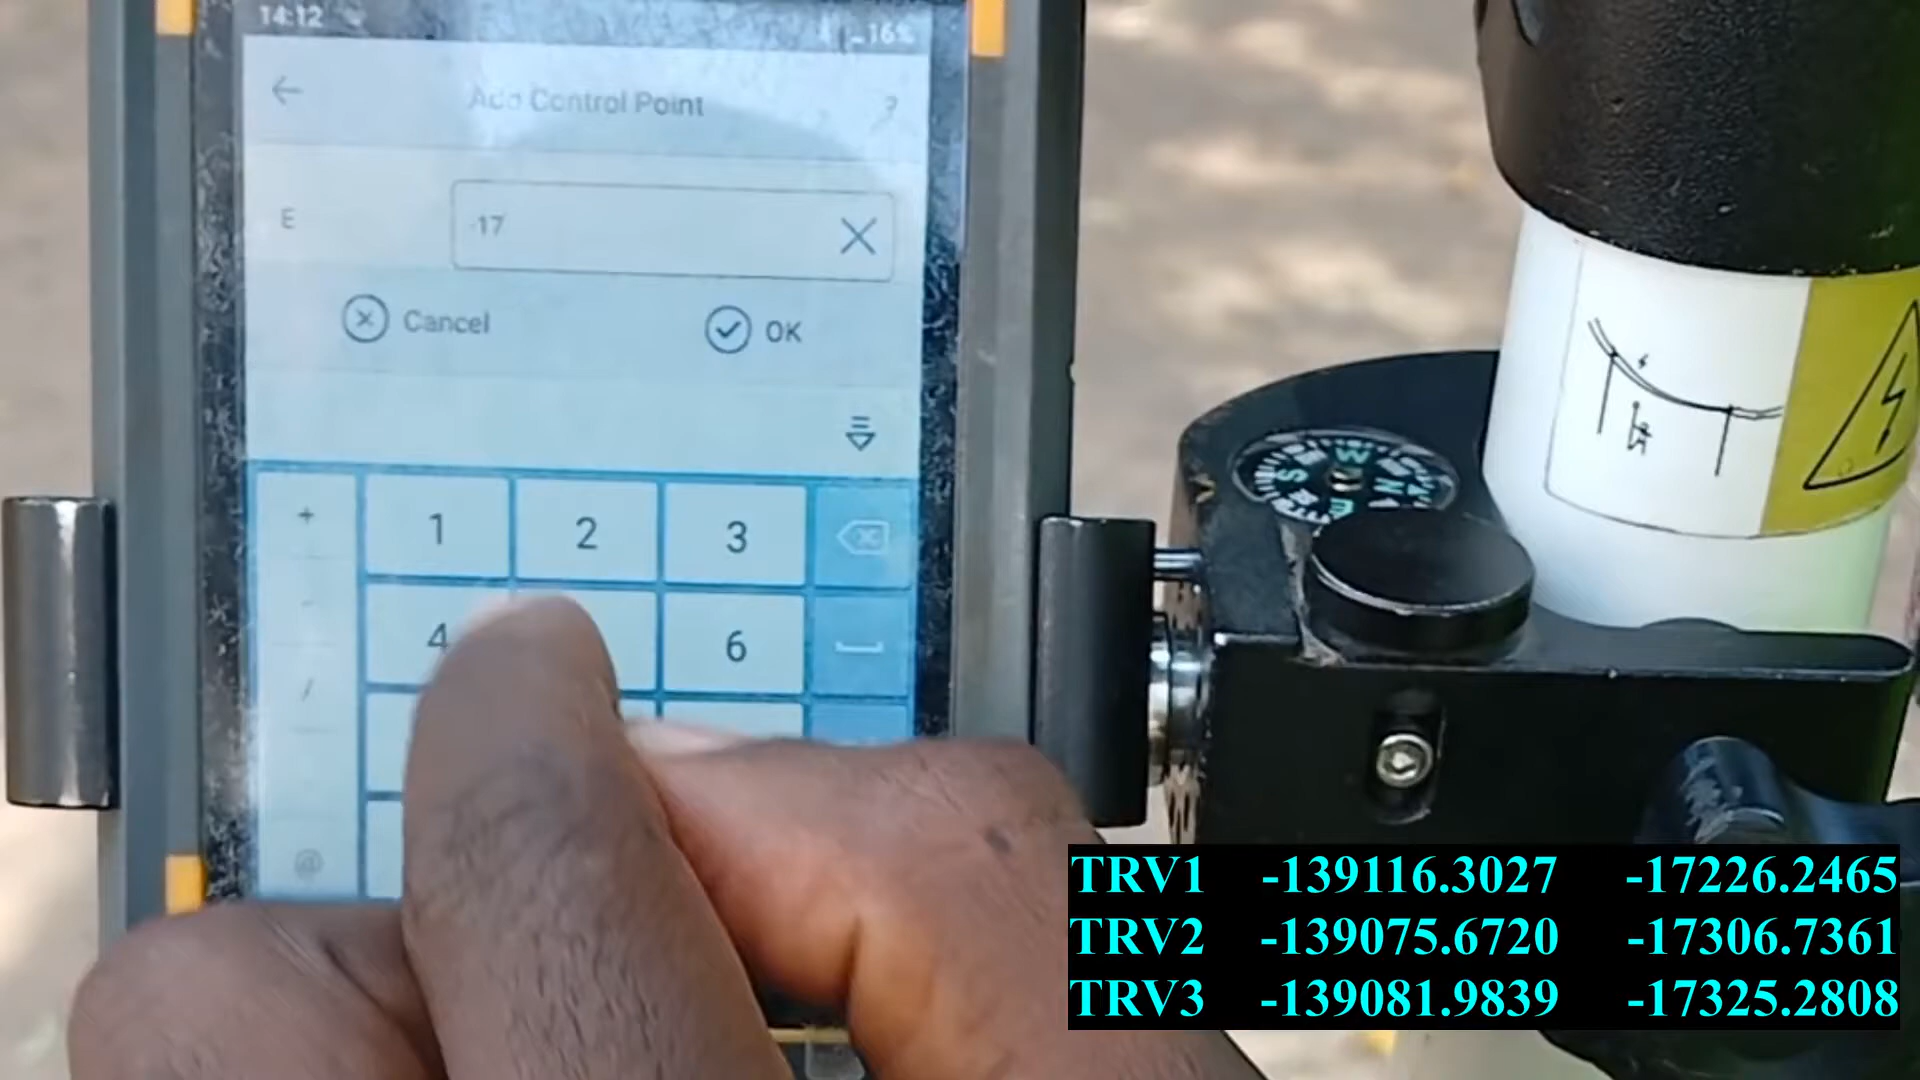 14:12 16%
Add Control Point ?
E -17
Cancel OK
+ 1 2 3
- 4 6
/
@
S W N E
TRV1 -139116.3027 -17226.2465
TRV2 -139075.6720 -17306.7361
TRV3 -139081.9839 -17325.2808